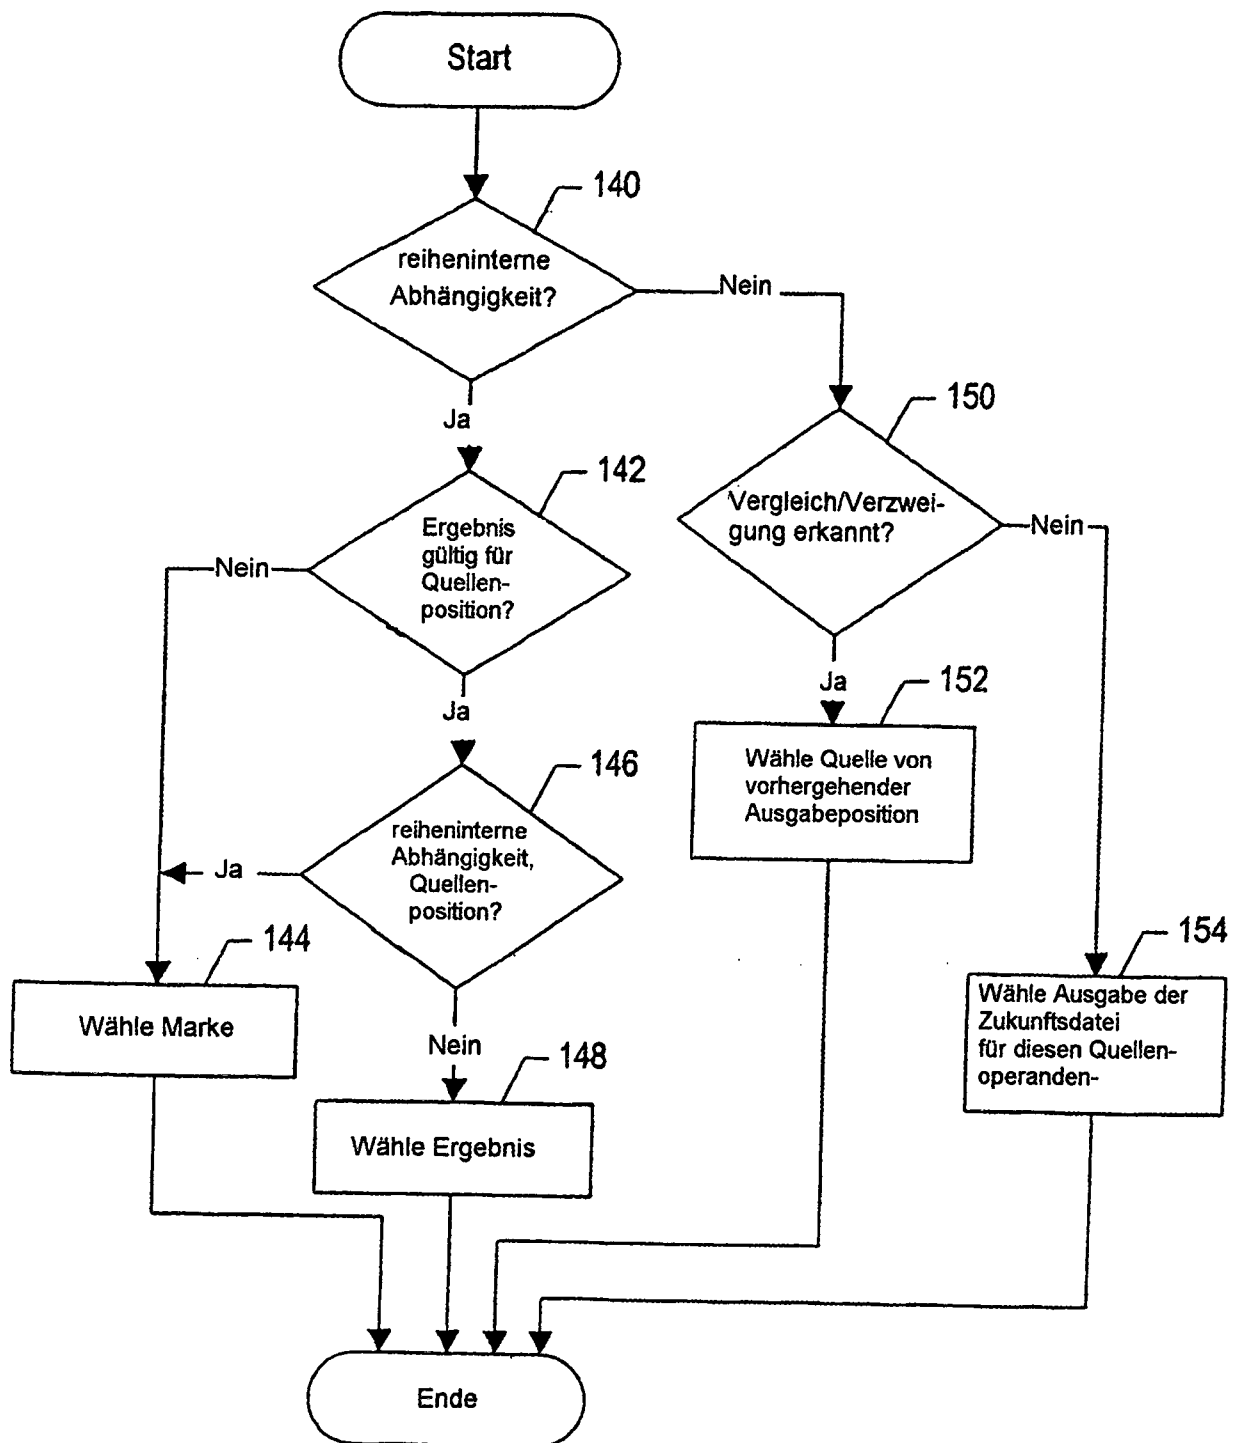 Start
140
reiheninterne
Abhängigkeit?
Nein
Ja
150
142
Vergleich/Verzwei-
gung erkannt?
Nein
Ergebnis
gültig für
Quellen-
position?
Nein
Ja
Ja
152
Wähle Quelle von
vorhergehender
Ausgabeposition
146
reiheninterne
Abhängigkeit,
Quellen-
position?
Ja
144
Wähle Marke
Nein
148
Wähle Ergebnis
154
Wähle Ausgabe der
Zukunftsdatei
für diesen Quellen-
operanden-
Ende